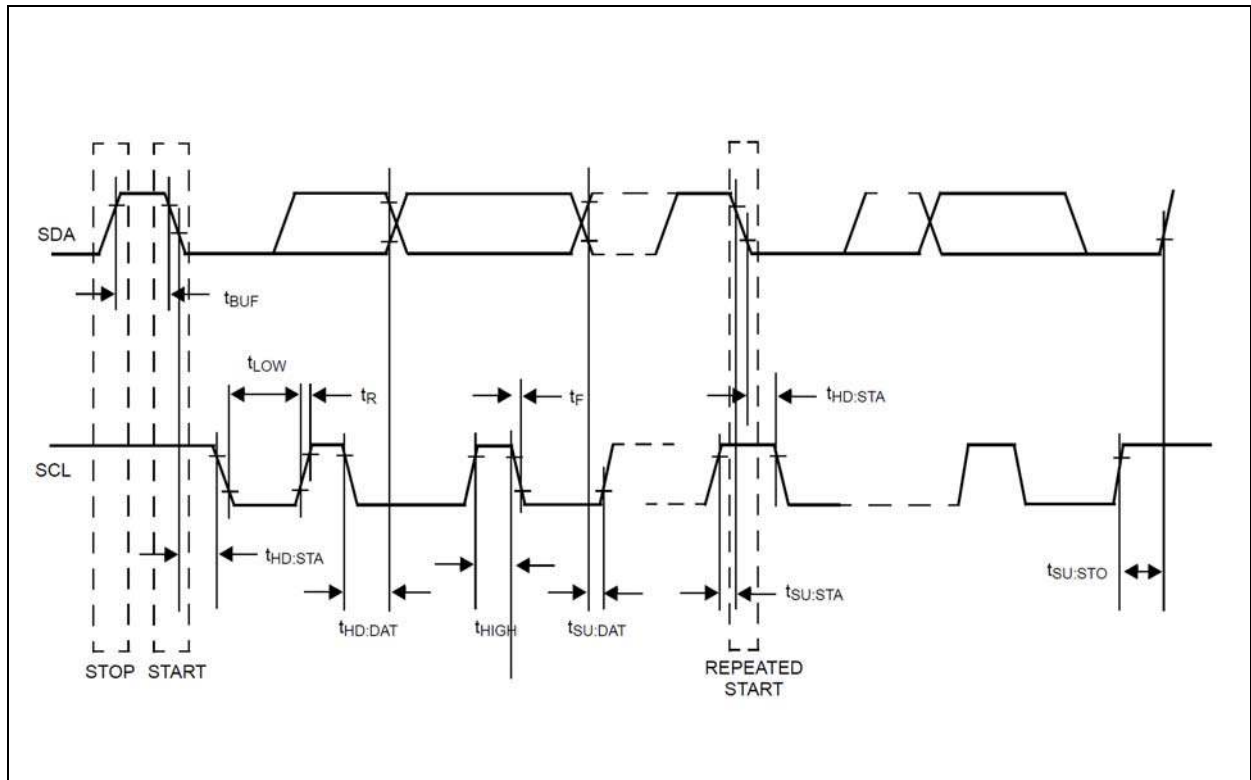 SDA
tBUF
tLOW
tR
tF
tHD:STA
SCL
tHD:STA
tSU:STO
tHD:DAT
tHIGH
tSU:DAT
tSU:STA
STOP
START
REPEATED
START